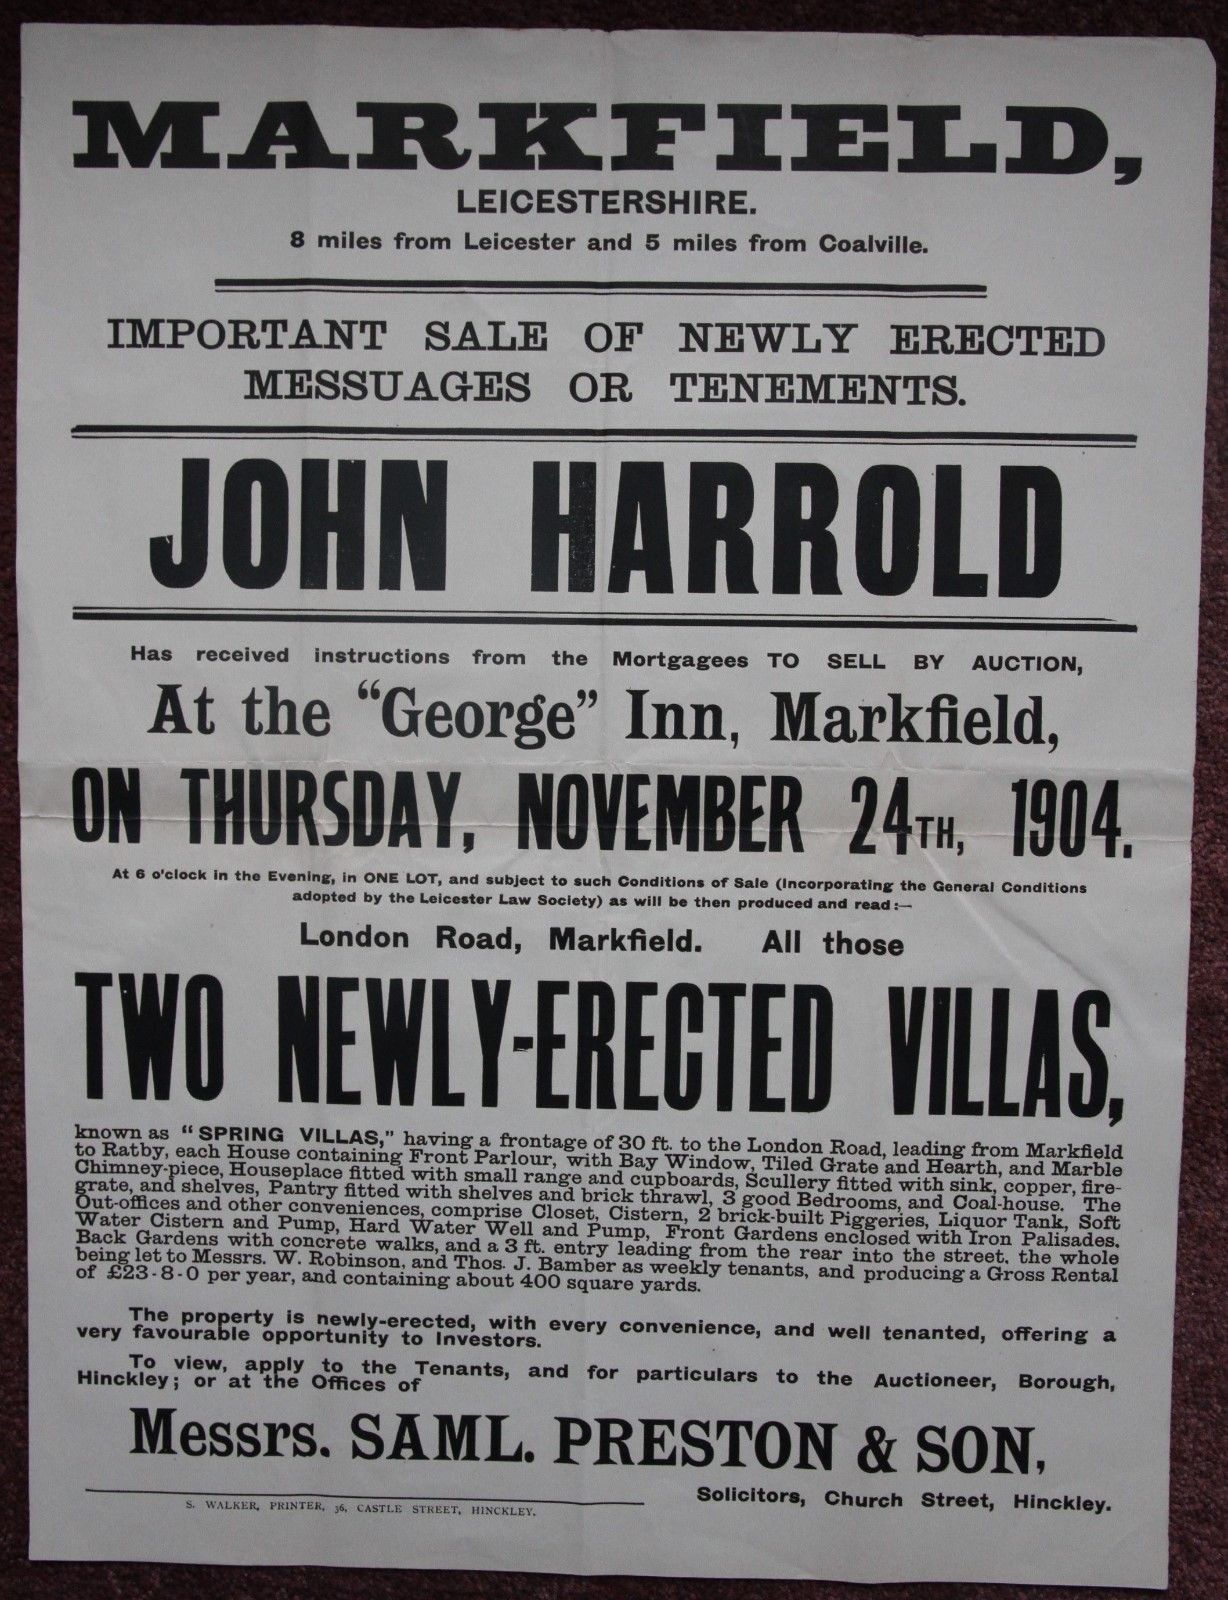 MARKFIELD,
LEICESTERSHIRE.
8 miles from Leicester and 5 miles from Coalville.
IMPORTANT SALE OF NEWLY ERECTED
MESSUAGES OR TENEMENTS.
JOHN HARROLD
Has received instructions from the Mortgagees TO SELL BY AUCTION,
At the "George" Inn, Markfield,
ON THURSDAY, NOVEMBER 24TH, 1904.
At 6 o'clock in the Evening, in ONE LOT, and subject to such Conditions of Sale (Incorporating the General Conditions
adopted by the Leicester Law Society) as will be then produced and read:—
London Road, Markfield. All those
TWO NEWLY-ERECTED VILLAS,
known as "SPRING VILLAS," having a frontage of 30 ft. to the London Road, leading from Markfield
to Ratby, each House containing Front Parlour, with Bay Window, Tiled Grate and Hearth, and Marble
Chimney-piece, Houseplace fitted with small range and cupboards, Scullery fitted with sink, copper, fire-
grate, and shelves, Pantry fitted with shelves and brick thrawl, 3 good Bedrooms, and Coal-house. The
Out-offices and other conveniences, comprise Closet, Cistern, 2 brick-built Piggeries, Liquor Tank, Soft
Water Cistern and Pump, Hard Water Well and Pump, Front Gardens enclosed with Iron Palisades.
Back Gardens with concrete walks, and a 3 ft. entry leading from the rear into the street, the whole
being let to Messrs. W. Robinson, and Thos. J. Bamber as weekly tenants, and producing a Gross Rental
of £23-8-0 per year, and containing about 400 square yards.
The property is newly-erected, with every convenience, and well tenanted, offering a
very favourable opportunity to Investors.
To view, apply to the Tenants, and for particulars to the Auctioneer, Borough,
Hinckley; or at the Offices of
Messrs. SAML. PRESTON & SON,
Solicitors, Church Street, Hinckley.
S. WALKER, PRINTER, 36, CASTLE STREET, HINCKLEY.